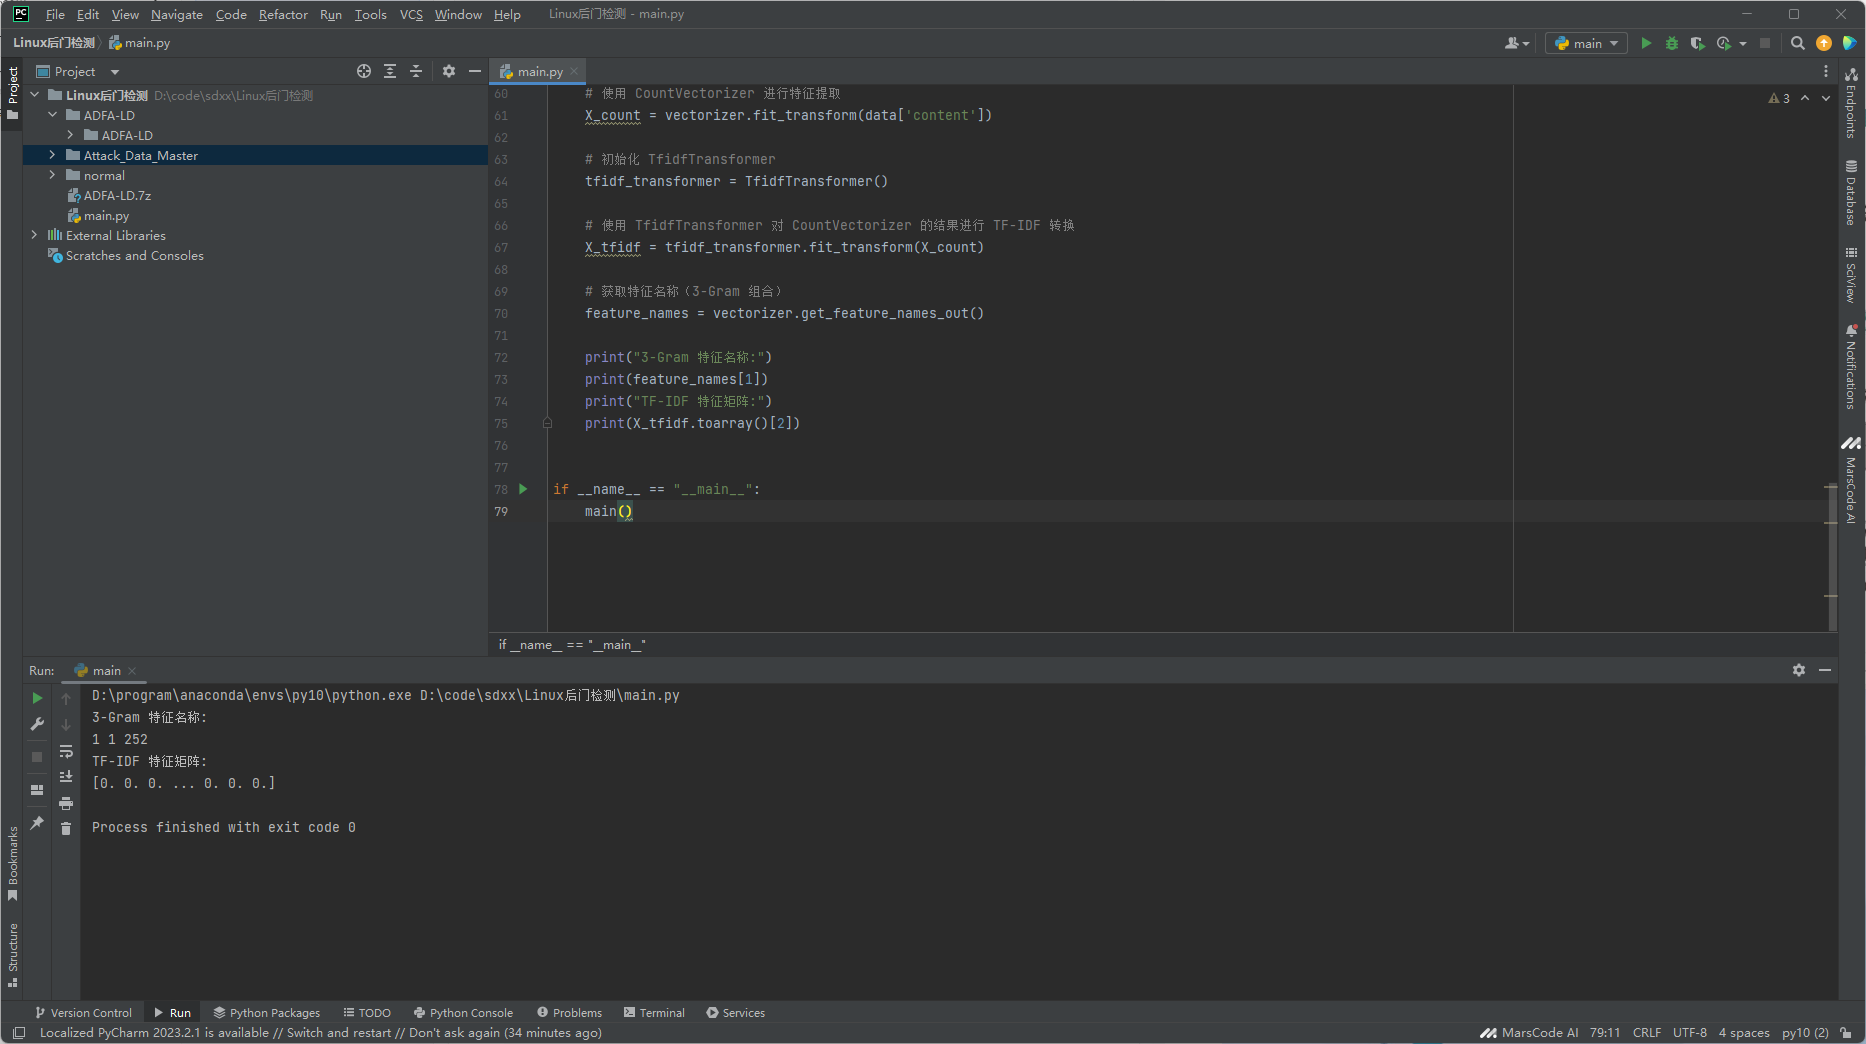 PC File Edit View Navigate Code Refactor Run Tools VCS Window Help Linux后门检测 - main.py
Linux后门检测 main.py main
Project
Project
main.py
Linux后门检测 D:\code\sdxx\Linux后门检测
ADFA-LD
ADFA-LD
Attack_Data_Master
normal
ADFA-LD.7z
main.py
External Libraries
Scratches and Consoles
3
60 # 使用 CountVectorizer 进行特征提取
61 X_count = vectorizer.fit_transform(data['content'])
62
63 # 初始化 TfidfTransformer
64 tfidf_transformer = TfidfTransformer()
65
66 # 使用 TfidfTransformer 对 CountVectorizer 的结果进行 TF-IDF 转换
67 X_tfidf = tfidf_transformer.fit_transform(X_count)
68
69 # 获取特征名称（3-Gram 组合）
70 feature_names = vectorizer.get_feature_names_out()
71
72 print("3-Gram 特征名称:")
73 print(feature_names[1])
74 print("TF-IDF 特征矩阵:")
75 print(X_tfidf.toarray()[2])
76
77
78 if __name__ == "__main__":
79 main()
if __name__ == "__main__"
Endpoints
Database
SciView
Notifications
MarsCode AI
Run: main
D:\program\anaconda\envs\py10\python.exe D:\code\sdxx\Linux后门检测\main.py
3-Gram 特征名称:
1 1 252
TF-IDF 特征矩阵:
[0. 0. 0. ... 0. 0. 0.]
Process finished with exit code 0
Bookmarks
Structure
Version Control Run Python Packages TODO Python Console Problems Terminal Services
Localized PyCharm 2023.2.1 is available // Switch and restart // Don't ask again (34 minutes ago) MarsCode AI 79:11 CRLF UTF-8 4 spaces py10 (2)